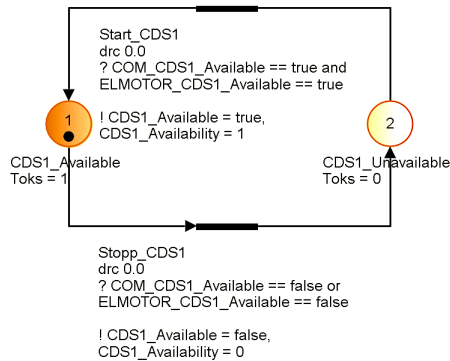 Start_CDS1
drc 0.0
? COM_CDS1_Available == true and
ELMOTOR_CDS1_Available == true
! CDS1_Available = true,
CDS1_Availability = 1
1
CDS1_Available
Toks = 1
2
CDS1_Unavailable
Toks = 0
Stopp_CDS1
drc 0.0
? COM_CDS1_Available == false or
ELMOTOR_CDS1_Available == false
! CDS1_Available = false,
CDS1_Availability = 0